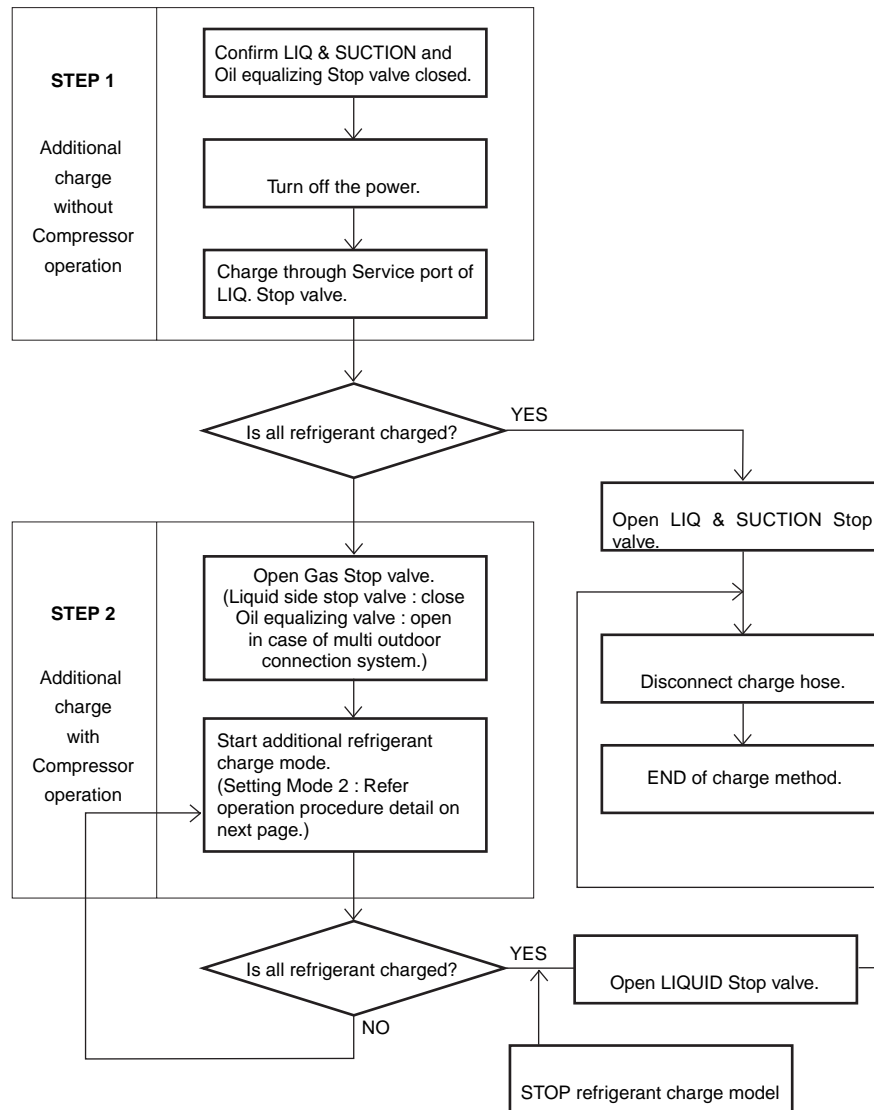 STEP 1
Additional
charge
without
Compressor
operation
Confirm LIQ & SUCTION and
Oil equalizing Stop valve closed.
Turn off the power.
Charge through Service port of
LIQ. Stop valve.
Is all refrigerant charged?
YES
Open LIQ & SUCTION Stop
valve.
Disconnect charge hose.
END of charge method.
STEP 2
Additional
charge
with
Compressor
operation
Open Gas Stop valve.
(Liquid side stop valve : close
Oil equalizing valve : open
in case of multi outdoor
connection system.)
Start additional refrigerant
charge mode.
(Setting Mode 2 : Refer
operation procedure detail on
next page.)
Is all refrigerant charged?
YES
NO
Open LIQUID Stop valve.
STOP refrigerant charge model